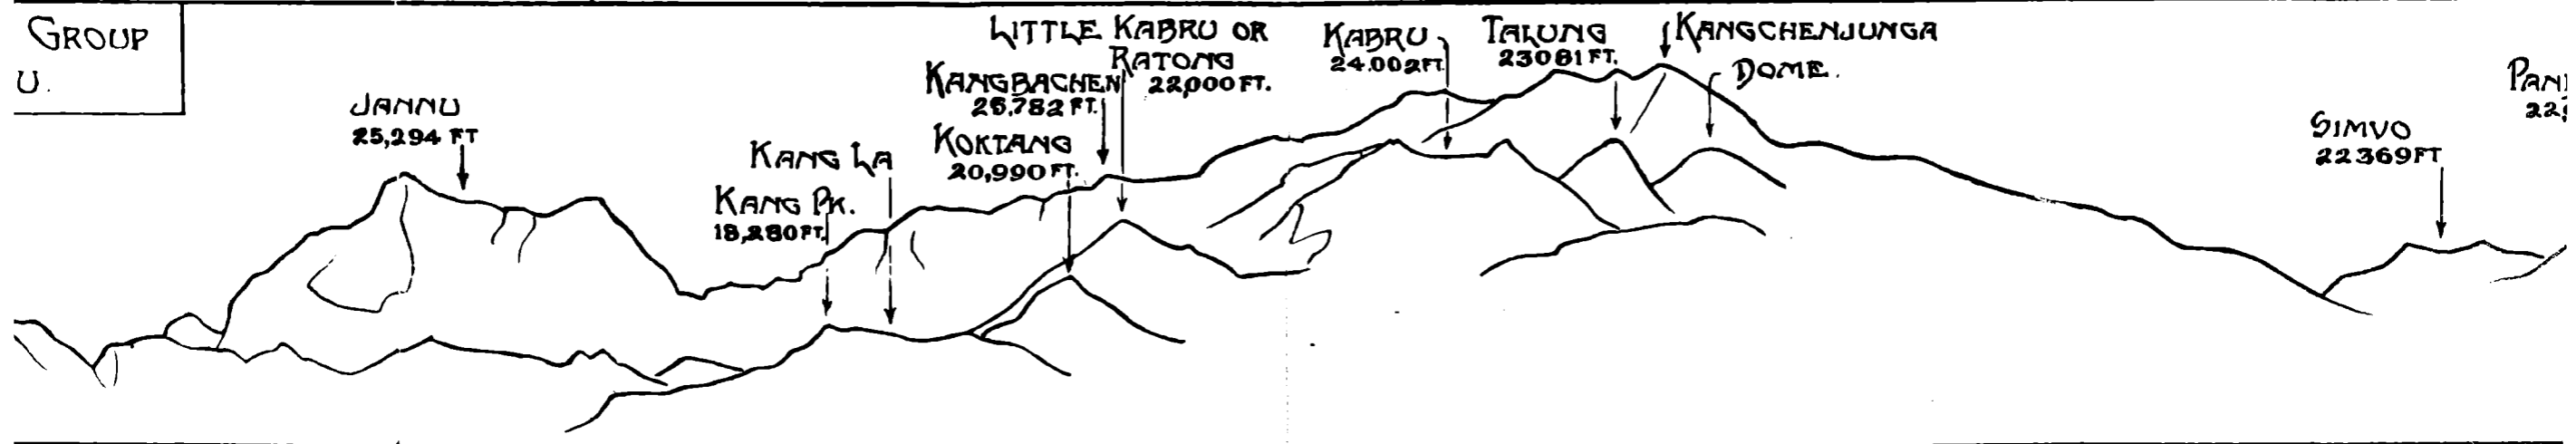 GROUP
U.
JANNU
25,294 FT
KANG PK.
18,280 FT.
KANG LA
KOKTANG
20,990 FT.
KANGBACHEN
25,782 FT.
LITTLE KABRU OR
RATONG
22,000 FT.
KABRU
24.002 FT.
TALUNG
23081 FT.
KANGCHENJUNGA
DOME.
SIMVO
22369 FT
PAN
22